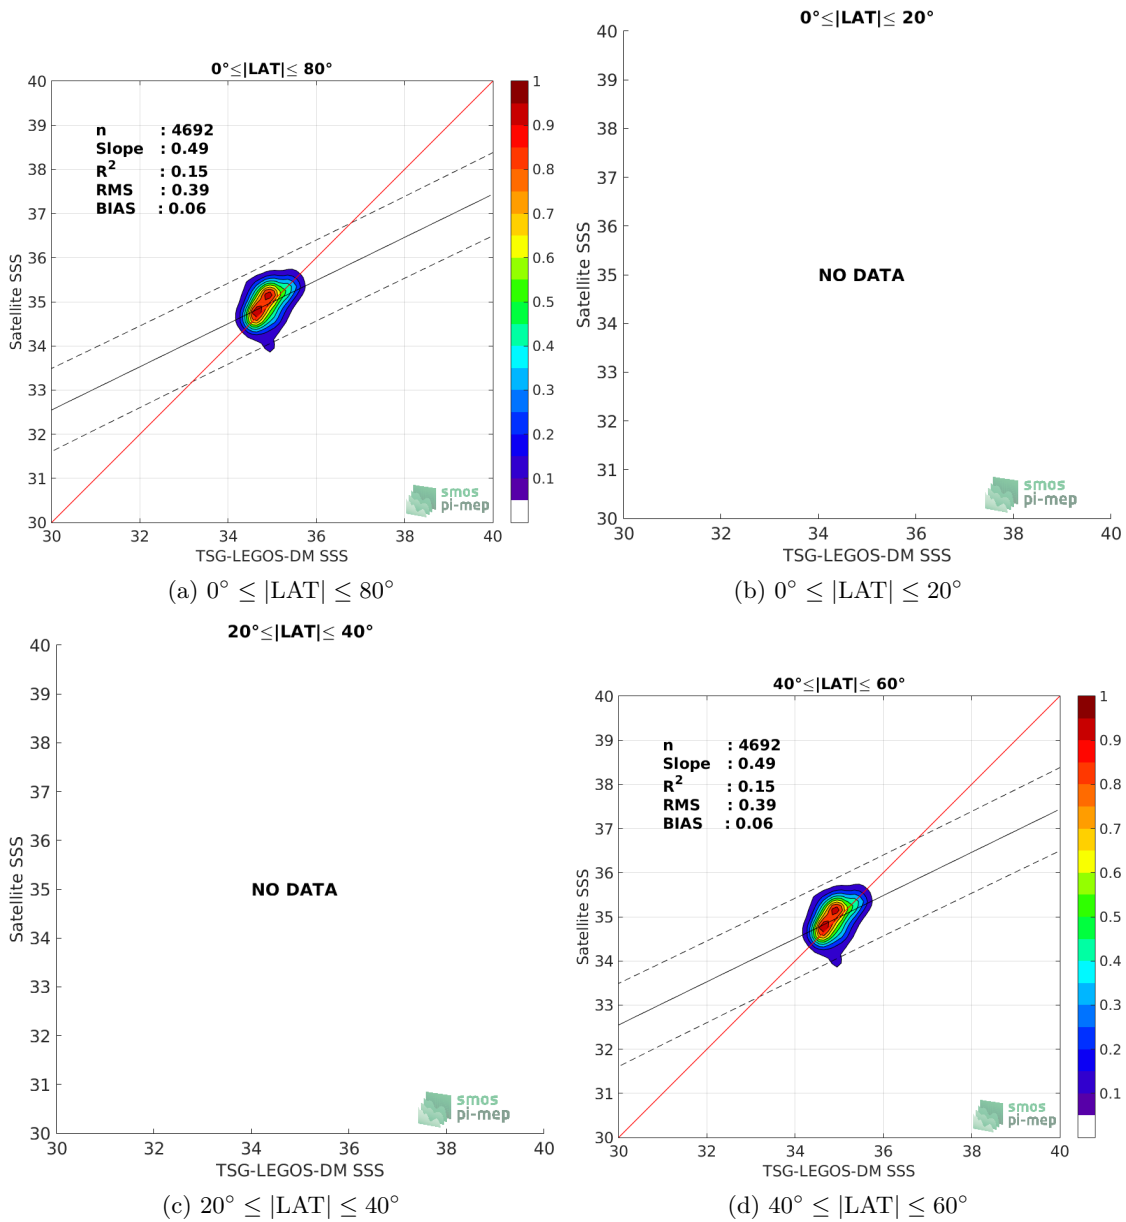 0°≤|LAT|≤ 80°
40
39
38
37
36
35
34
33
32
31
30
Satellite SSS
n : 4692
Slope : 0.49
R² : 0.15
RMS : 0.39
BIAS : 0.06
smos
pi-mep
30 32 34 36 38 40
TSG-LEGOS-DM SSS
1
0.9
0.8
0.7
0.6
0.5
0.4
0.3
0.2
0.1
(a) 0° ≤ |LAT| ≤ 80°
0°≤|LAT|≤ 20°
40
39
38
37
36
35
34
33
32
31
30
Satellite SSS
NO DATA
smos
pi-mep
30 32 34 36 38 40
TSG-LEGOS-DM SSS
(b) 0° ≤ |LAT| ≤ 20°
20°≤|LAT|≤ 40°
40
39
38
37
36
35
34
33
32
31
30
Satellite SSS
NO DATA
smos
pi-mep
30 32 34 36 38 40
TSG-LEGOS-DM SSS
(c) 20° ≤ |LAT| ≤ 40°
40°≤|LAT|≤ 60°
40
39
38
37
36
35
34
33
32
31
30
Satellite SSS
n : 4692
Slope : 0.49
R² : 0.15
RMS : 0.39
BIAS : 0.06
smos
pi-mep
30 32 34 36 38 40
TSG-LEGOS-DM SSS
1
0.9
0.8
0.7
0.6
0.5
0.4
0.3
0.2
0.1
(d) 40° ≤ |LAT| ≤ 60°